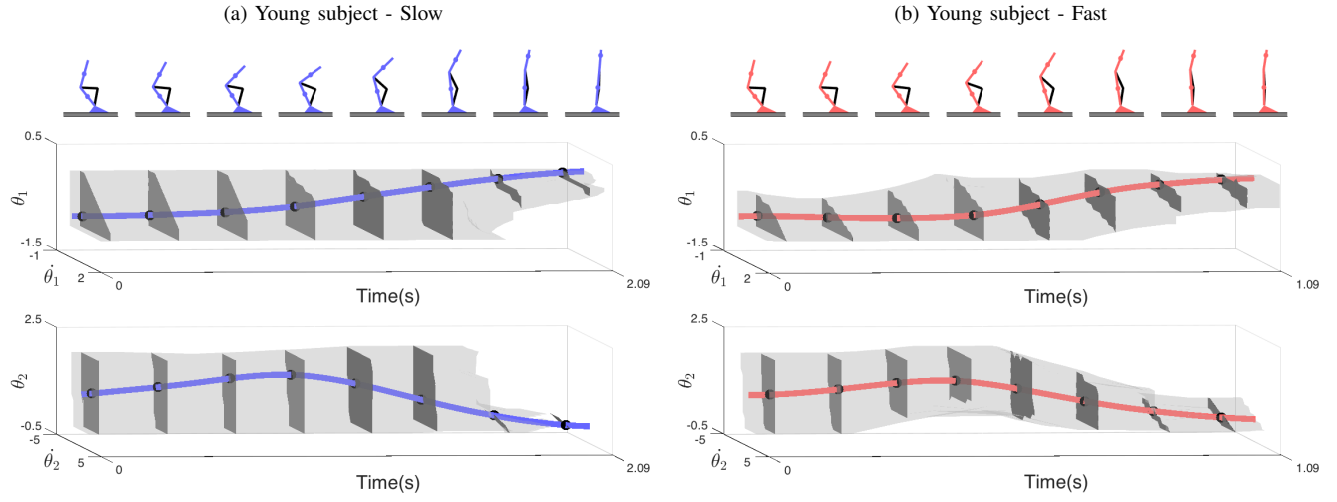 (a) Young subject - Slow
0.5
θ₁
-1.5
-1
θ̇₁
2
0
Time(s)
2.09
2.5
θ₂
-0.5
-5
θ̇₂
5
0
Time(s)
2.09
(b) Young subject - Fast
0.5
θ₁
-1.5
-1
θ̇₁
2
0
Time(s)
1.09
2.5
θ₂
-0.5
-5
θ̇₂
5
0
Time(s)
1.09